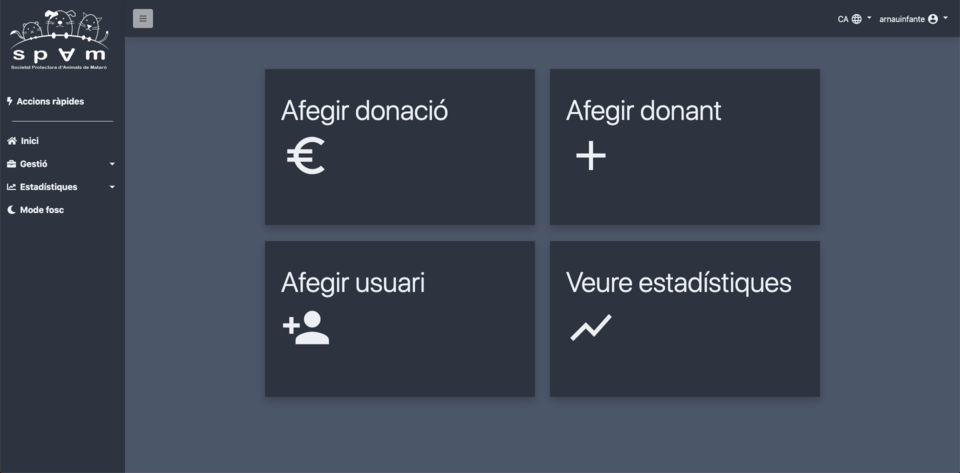 sp∀m
Societat Protectora d'Animals de Mataró
CA
arnauinfante
Accions ràpides
Inici
Gestió
Estadístiques
Mode fosc
Afegir donació
Afegir donant
Afegir usuari
Veure estadístiques